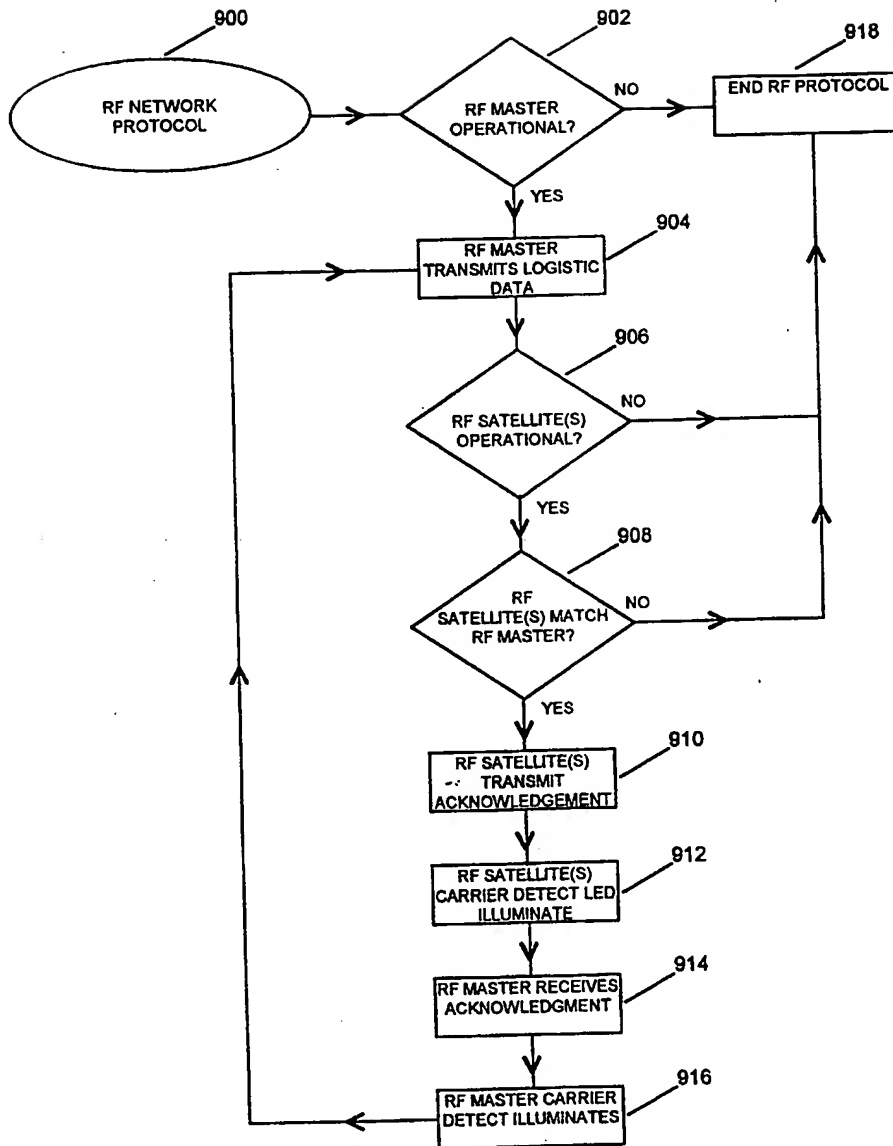 900
902
918
RF NETWORK
PROTOCOL
RF MASTER
OPERATIONAL?
NO
END RF PROTOCOL
YES
904
RF MASTER
TRANSMITS LOGISTIC
DATA
906
RF SATELLITE(S)
OPERATIONAL?
NO
YES
908
RF
SATELLITE(S) MATCH
RF MASTER?
NO
YES
910
RF SATELLITE(S)
TRANSMIT
ACKNOWLEDGEMENT
912
RF SATELLITE(S)
CARRIER DETECT LED
ILLUMINATE
914
RF MASTER RECEIVES
ACKNOWLEDGMENT
916
RF MASTER CARRIER
DETECT ILLUMINATES